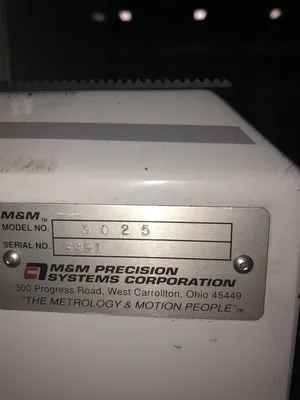 M&M™
MODEL NO. 3025
SERIAL NO.
M&M PRECISION
SYSTEMS CORPORATION
300 Progress Road, West Carrollton, Ohio 45449
"THE METROLOGY & MOTION PEOPLE"™